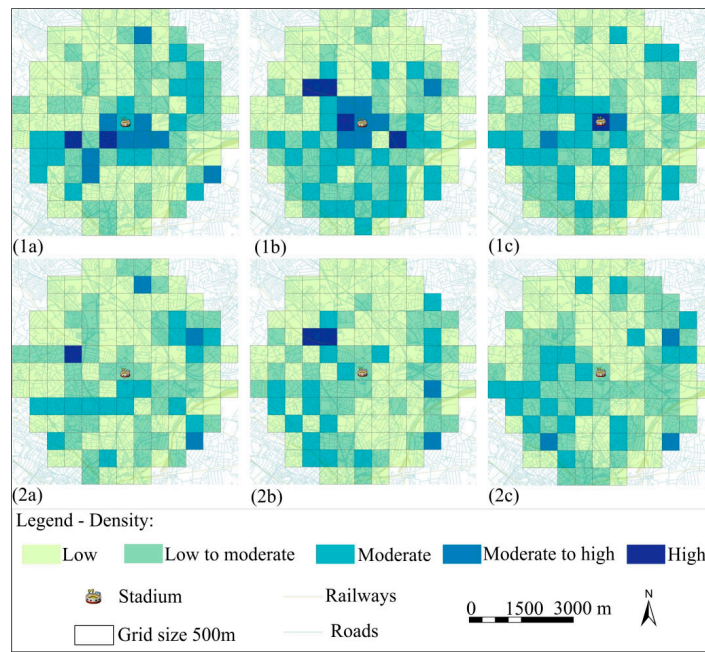 (1a)
(1b)
(1c)
(2a)
(2b)
(2c)
Legend - Density:
Low
Low to moderate
Moderate
Moderate to high
High
Stadium
Railways
0 1500 3000 m
N
Grid size 500m
Roads